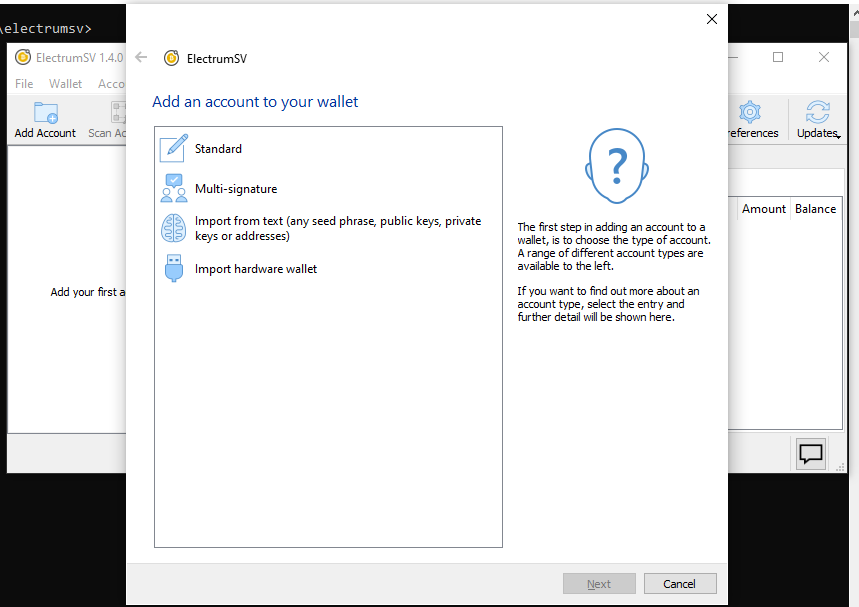 \electrumsv>
ElectrumSV 1.4.0
File Wallet Acco
Add Account Scan Ac
Add your first a
ElectrumSV
Add an account to your wallet
Standard
Multi-signature
Import from text (any seed phrase, public keys, private
keys or addresses)
Import hardware wallet
?
The first step in adding an account to a
wallet, is to choose the type of account.
A range of different account types are
available to the left.
If you want to find out more about an
account type, select the entry and
further detail will be shown here.
Next Cancel
references Updates
Amount Balance